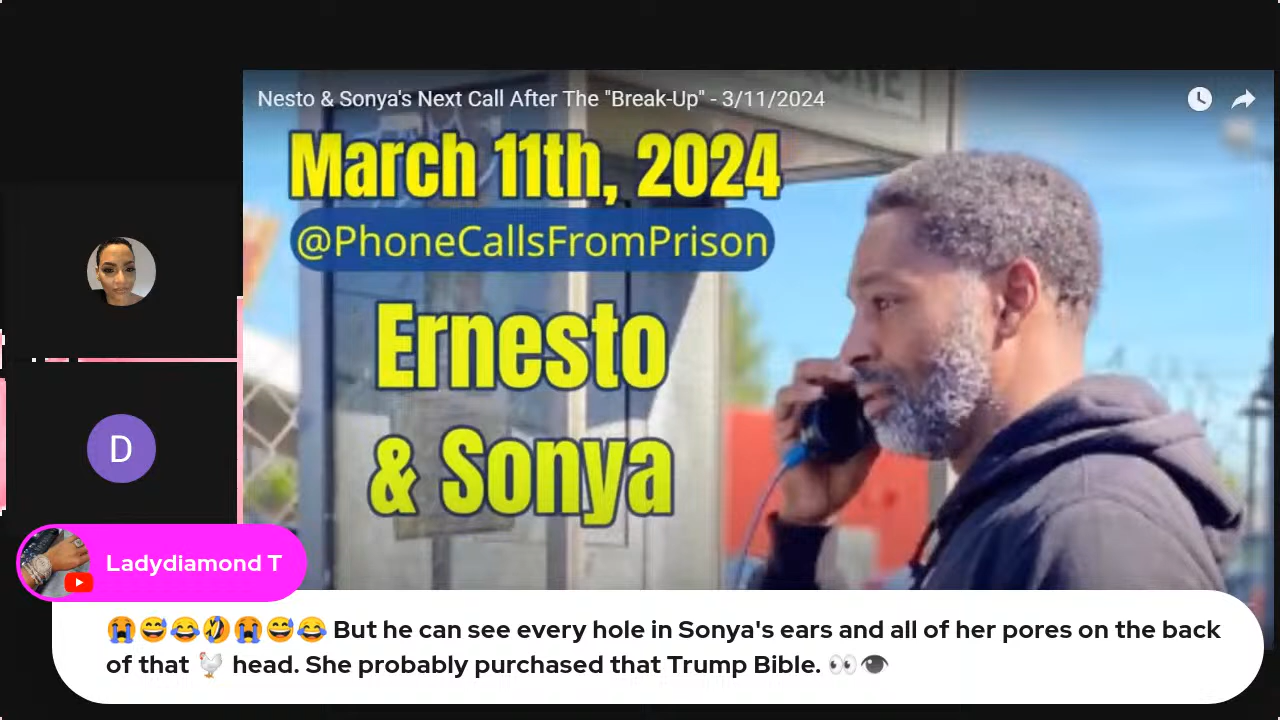 Nesto & Sonya's Next Call After The "Break-Up" - 3/11/2024
March 11th, 2024
@PhoneCallsFromPrison
Ernesto
& Sonya
D
Ladydiamond T
😭😅😂🤣😭😅😂 But he can see every hole in Sonya's ears and all of her pores on the back
of that 🐓 head. She probably purchased that Trump Bible. 👀👁